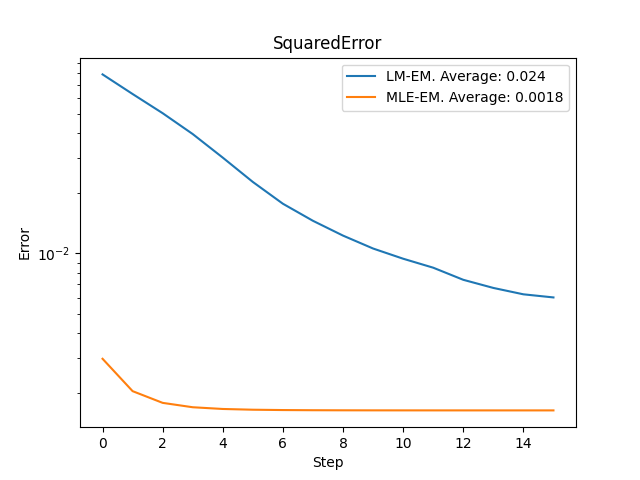 SquaredError
LM-EM. Average: 0.024
MLE-EM. Average: 0.0018
Error
10⁻²
0 2 4 6 8 10 12 14
Step